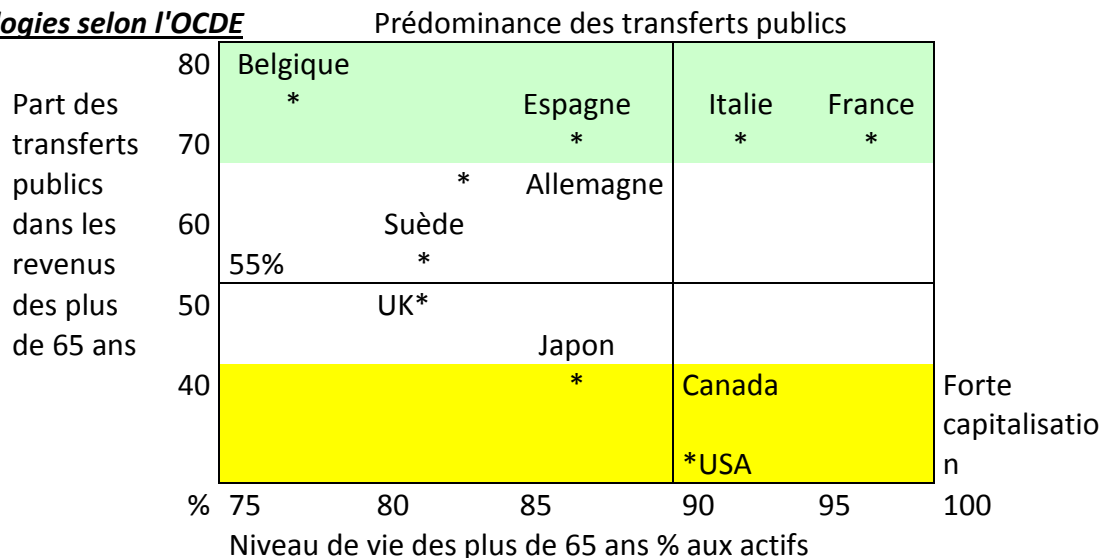 logies selon l'OCDE Prédominance des transferts publics
80 Belgique
Part des * Espagne Italie France
transferts 70 * * *
publics * Allemagne
dans les 60 Suède
revenus 55% *
des plus 50 UK*
de 65 ans Japon
40 * Canada Forte
capitalisatio
*USA n
% 75 80 85 90 95 100
Niveau de vie des plus de 65 ans % aux actifs